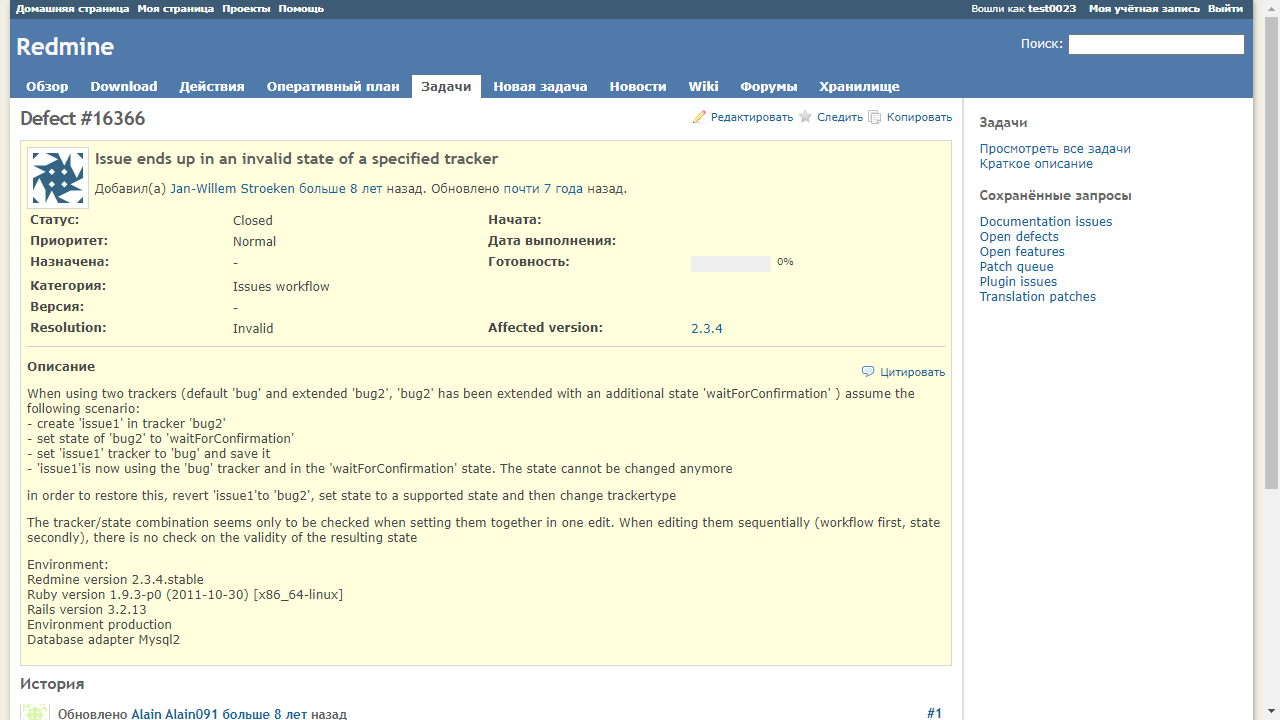 Домашняя страница Моя страница Проекты Помощь Вошли как test0023 Моя учётная запись Выйти
Redmine Поиск:
Обзор Download Действия Оперативный план Задачи Новая задача Новости Wiki Форумы Хранилище
Defect #16366 Редактировать Следить Копировать
Issue ends up in an invalid state of a specified tracker
Добавил(а) Jan-Willem Stroeken больше 8 лет назад. Обновлено почти 7 года назад.
Статус: Closed Начата:
Приоритет: Normal Дата выполнения:
Назначена: - Готовность: 0%
Категория: Issues workflow
Версия: -
Resolution: Invalid Affected version: 2.3.4
Описание Цитировать
When using two trackers (default 'bug' and extended 'bug2', 'bug2' has been extended with an additional state 'waitForConfirmation' ) assume the
following scenario:
- create 'issue1' in tracker 'bug2'
- set state of 'bug2' to 'waitForConfirmation'
- set 'issue1' tracker to 'bug' and save it
- 'issue1'is now using the 'bug' tracker and in the 'waitForConfirmation' state. The state cannot be changed anymore
in order to restore this, revert 'issue1'to 'bug2', set state to a supported state and then change trackertype
The tracker/state combination seems only to be checked when setting them together in one edit. When editing them sequentially (workflow first, state
secondly), there is no check on the validity of the resulting state
Environment:
Redmine version 2.3.4.stable
Ruby version 1.9.3-p0 (2011-10-30) [x86_64-linux]
Rails version 3.2.13
Environment production
Database adapter Mysql2
История
Обновлено Alain Alain091 больше 8 лет назад #1
Задачи
Просмотреть все задачи
Краткое описание
Сохранённые запросы
Documentation issues
Open defects
Open features
Patch queue
Plugin issues
Translation patches